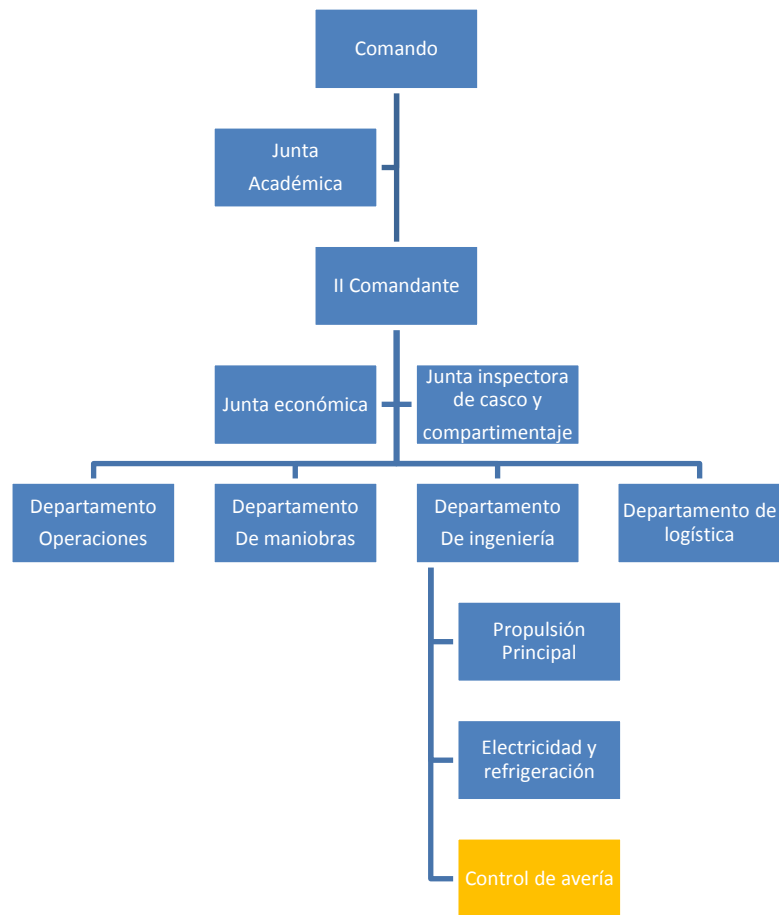 Comando
Junta
Académica
II Comandante
Junta económica
Junta inspectora
de casco y
compartimentaje
Departamento
Operaciones
Departamento
De maniobras
Departamento
De ingeniería
Departamento de
logística
Propulsión
Principal
Electricidad y
refrigeración
Control de avería